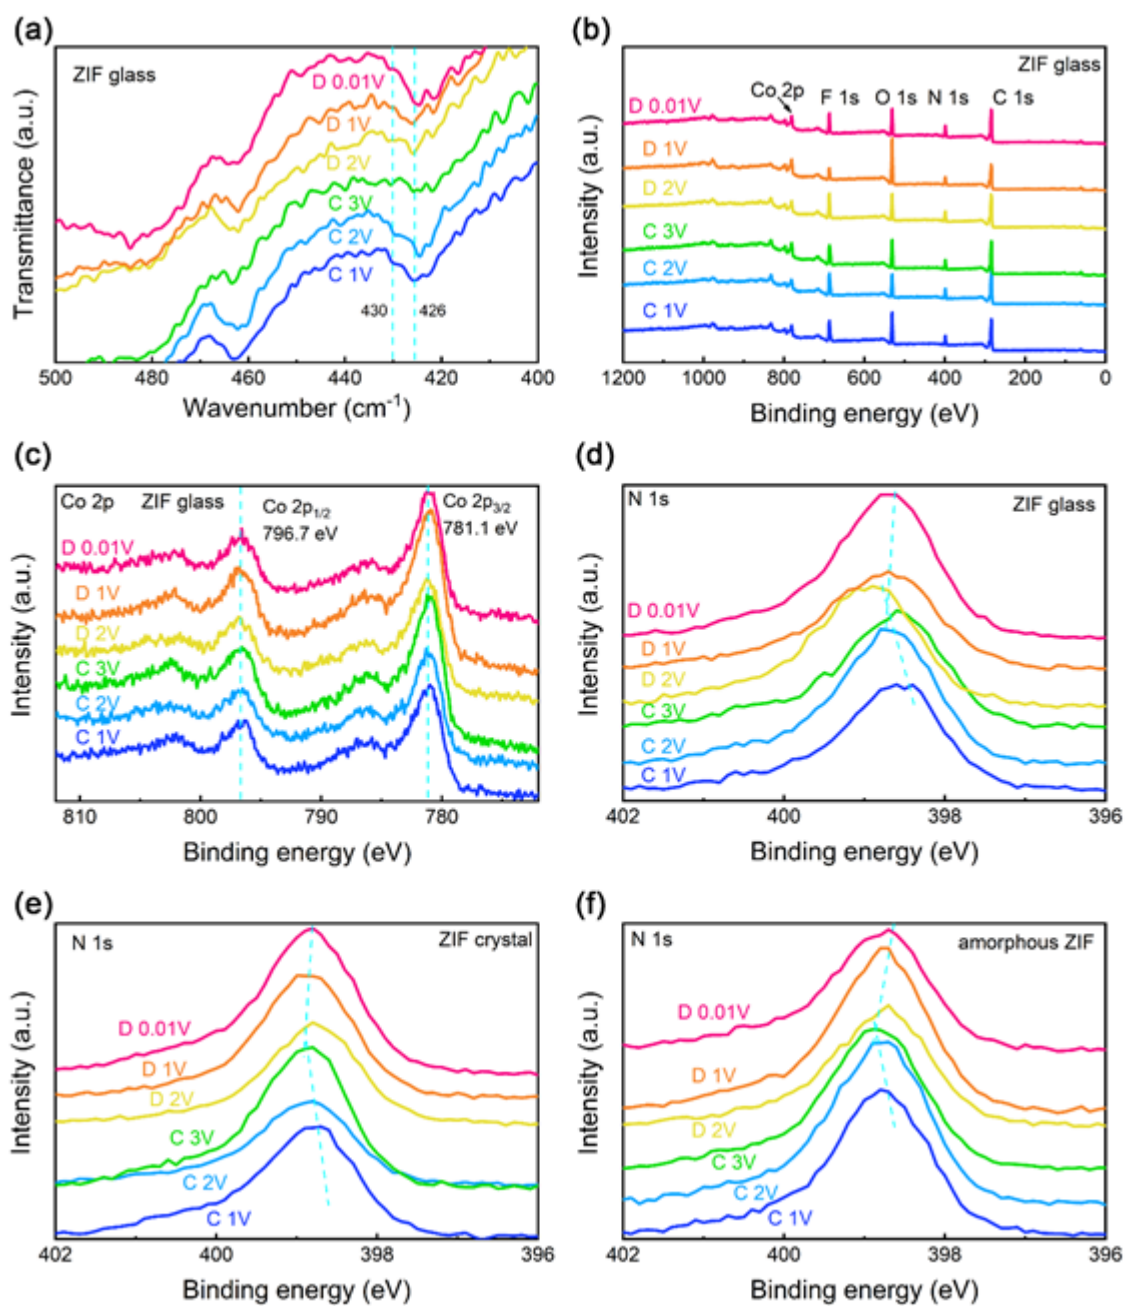 (a)
ZIF glass
D 0.01V
D 1V
D 2V
C 3V
C 2V
C 1V
430
426
Transmittance (a.u.)
500 480 460 440 420 400
Wavenumber (cm-1)
(b)
ZIF glass
Co 2p
F 1s O 1s N 1s C 1s
D 0.01V
D 1V
D 2V
C 3V
C 2V
C 1V
Intensity (a.u.)
1200 1000 800 600 400 200 0
Binding energy (eV)
(c)
Co 2p ZIF glass
Co 2p1/2
796.7 eV
Co 2p3/2
781.1 eV
D 0.01V
D 1V
D 2V
C 3V
C 2V
C 1V
Intensity (a.u.)
810 800 790 780
Binding energy (eV)
(d)
N 1s
ZIF glass
D 0.01V
D 1V
D 2V
C 3V
C 2V
C 1V
Intensity (a.u.)
402 400 398 396
Binding energy (eV)
(e)
N 1s
ZIF crystal
D 0.01V
D 1V
D 2V
C 3V
C 2V
C 1V
Intensity (a.u.)
402 400 398 396
Binding energy (eV)
(f)
N 1s
amorphous ZIF
D 0.01V
D 1V
D 2V
C 3V
C 2V
C 1V
Intensity (a.u.)
402 400 398 396
Binding energy (eV)